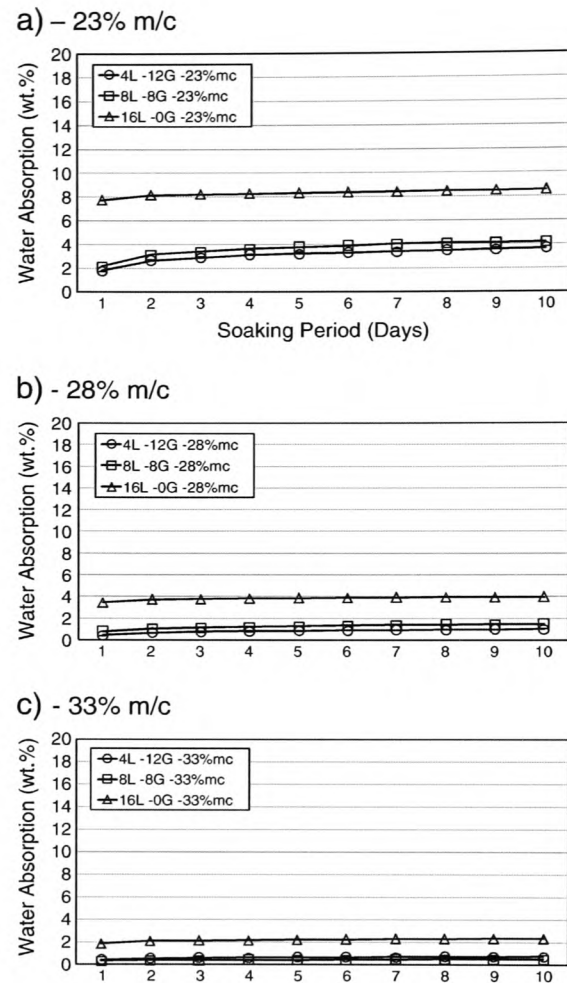 a) – 23% m/c
Water Absorption (wt.%)
20
18
16
14
12
10
8
6
4
2
0
4L -12G -23%mc
8L -8G -23%mc
16L -0G -23%mc
1 2 3 4 5 6 7 8 9 10
Soaking Period (Days)
b) - 28% m/c
Water Absorption (wt.%)
20
18
16
14
12
10
8
6
4
2
0
4L -12G -28%mc
8L -8G -28%mc
16L -0G -28%mc
1 2 3 4 5 6 7 8 9 10
c) - 33% m/c
Water Absorption (wt.%)
20
18
16
14
12
10
8
6
4
2
0
4L -12G -33%mc
8L -8G -33%mc
16L -0G -33%mc
1 2 3 4 5 6 7 8 9 10